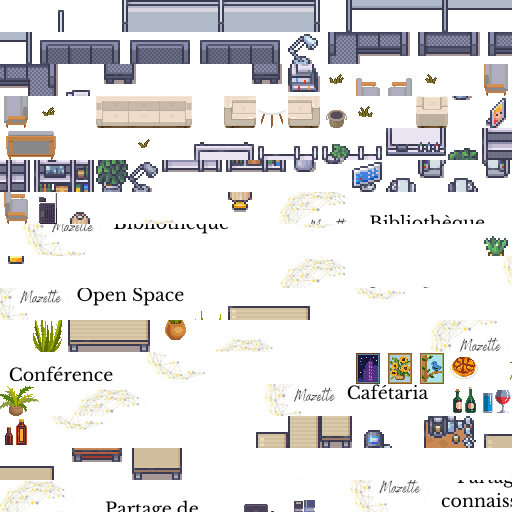 Mazette
Bibliothèque
Bibliothèque
Mazette
Open Space
Mazette
Conférence
Mazette
Cafétaria
Mazette
Partage de
connaiss